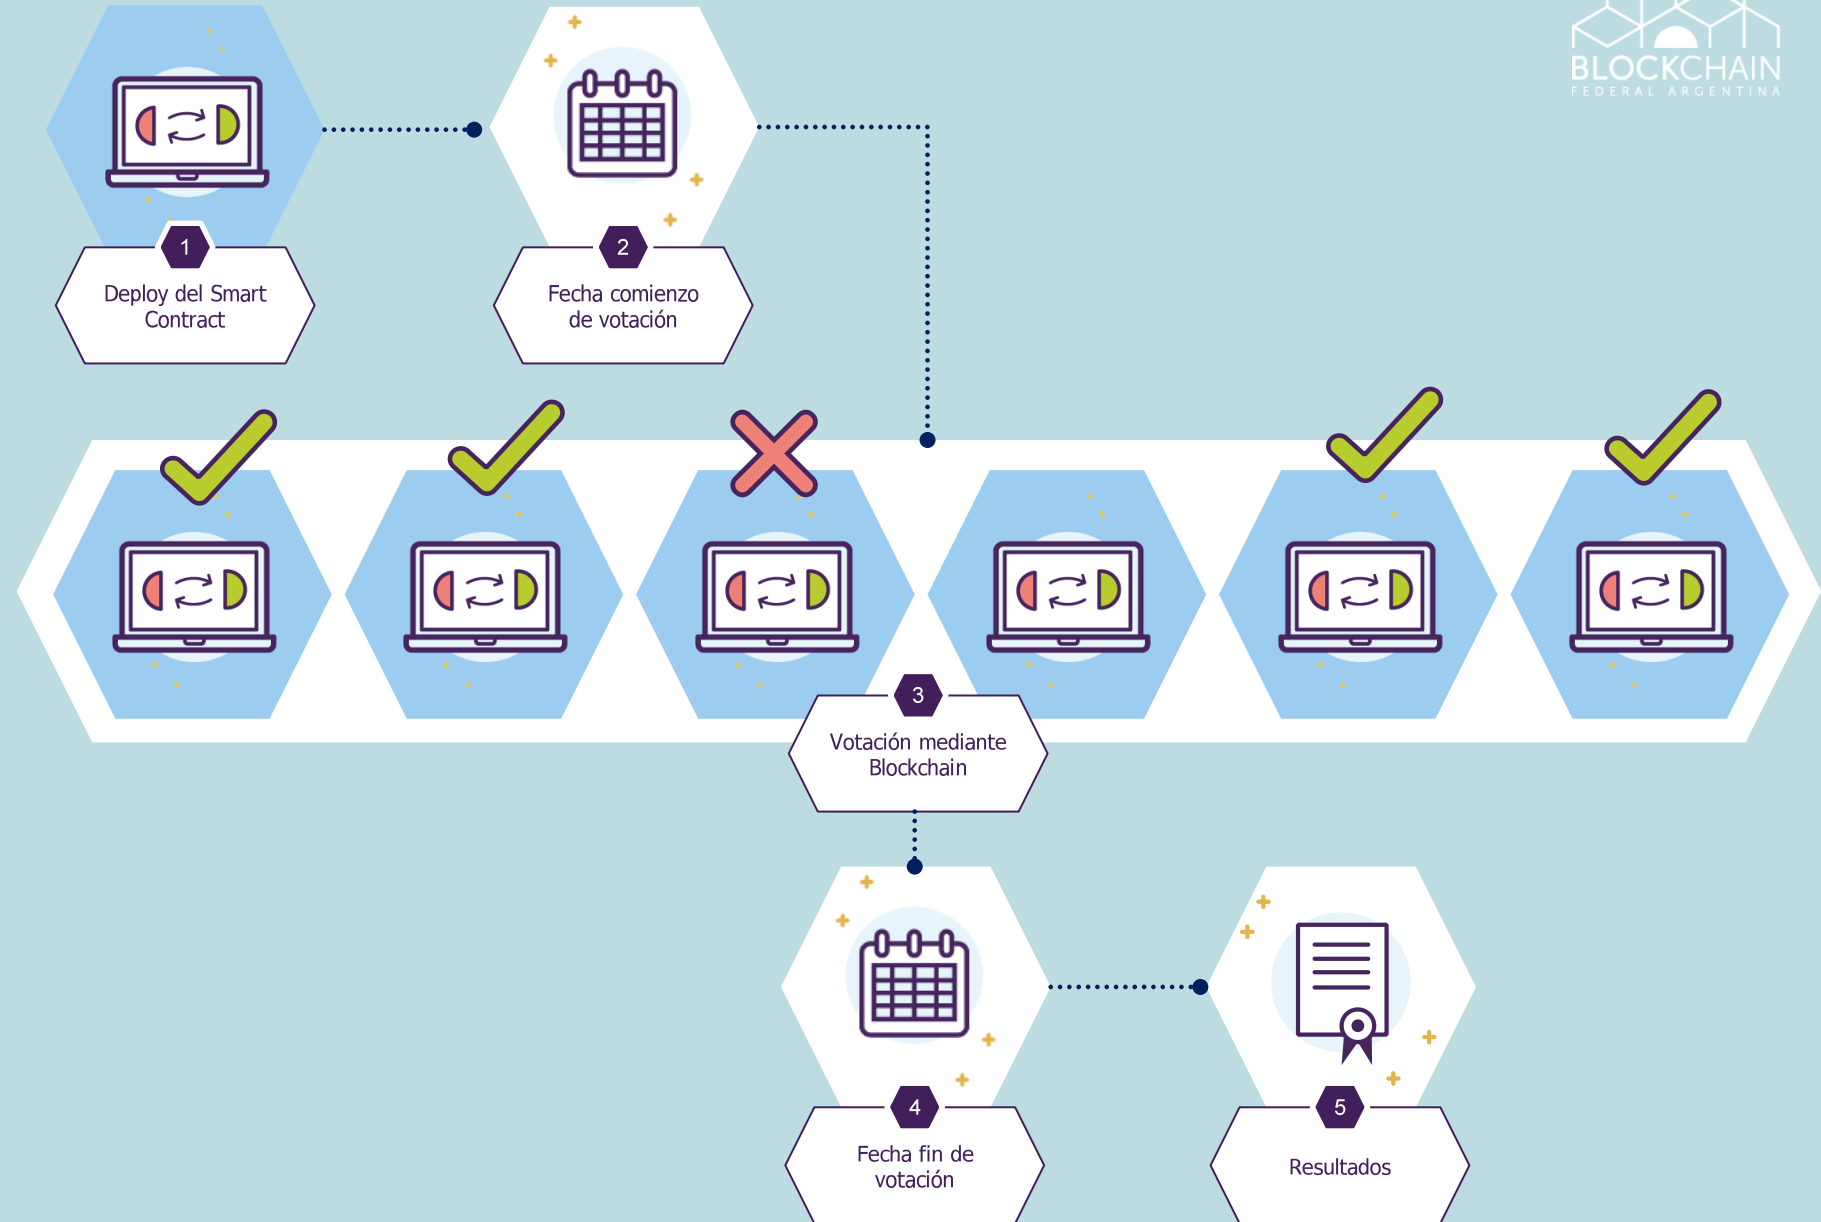 BLOCKCHAIN
FEDERAL ARGENTINA
1
Deploy del Smart
Contract
2
Fecha comienzo
de votación
3
Votación mediante
Blockchain
4
Fecha fin de
votación
5
Resultados